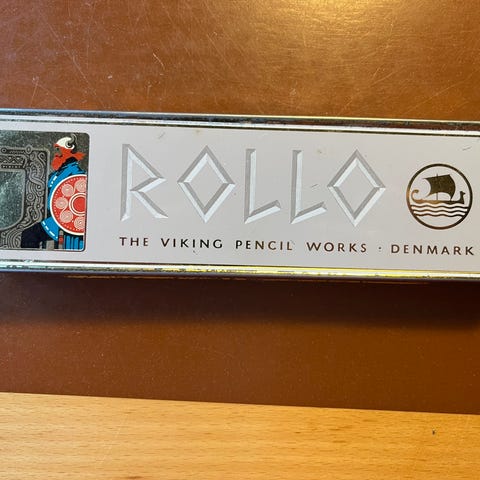 ROLLO
THE VIKING PENCIL WORKS · DENMARK